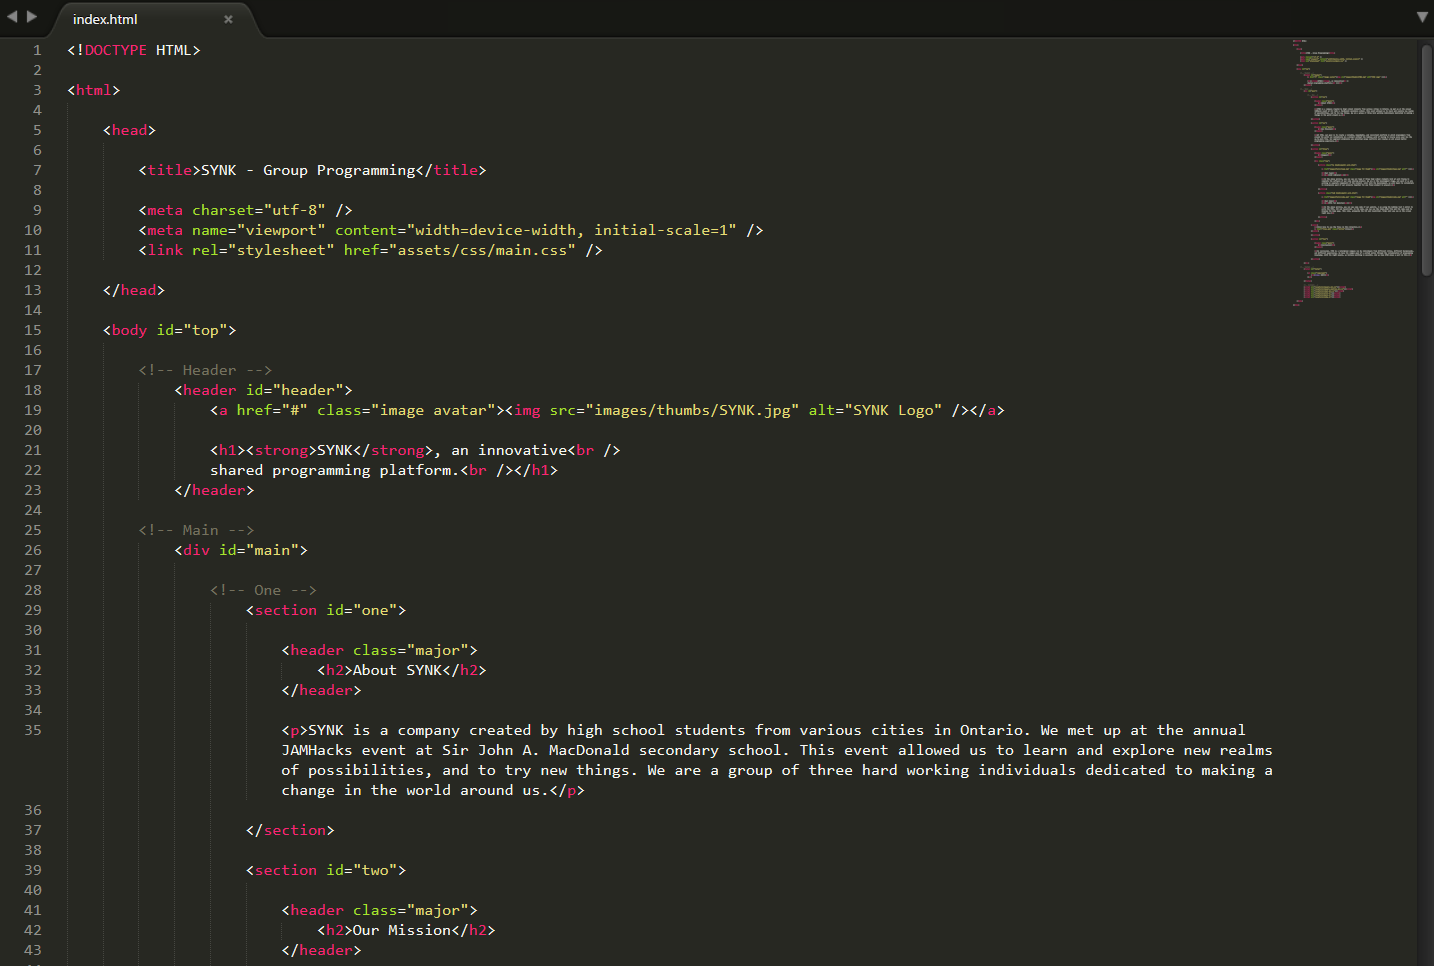 index.html ×
1 <!DOCTYPE HTML>
2
3 <html>
4
5 <head>
6
7 <title>SYNK - Group Programming</title>
8
9 <meta charset="utf-8" />
10 <meta name="viewport" content="width=device-width, initial-scale=1" />
11 <link rel="stylesheet" href="assets/css/main.css" />
12
13 </head>
14
15 <body id="top">
16
17 <!-- Header -->
18 <header id="header">
19 <a href="#" class="image avatar"><img src="images/thumbs/SYNK.jpg" alt="SYNK Logo" /></a>
20
21 <h1><strong>SYNK</strong>, an innovative<br />
22 shared programming platform.<br /></h1>
23 </header>
24
25 <!-- Main -->
26 <div id="main">
27
28 <!-- One -->
29 <section id="one">
30
31 <header class="major">
32 <h2>About SYNK</h2>
33 </header>
34
35 <p>SYNK is a company created by high school students from various cities in Ontario. We met up at the annual
JAMHacks event at Sir John A. MacDonald secondary school. This event allowed us to learn and explore new realms
of possibilities, and to try new things. We are a group of three hard working individuals dedicated to making a
change in the world around us.</p>
36
37 </section>
38
39 <section id="two">
40
41 <header class="major">
42 <h2>Our Mission</h2>
43 </header>